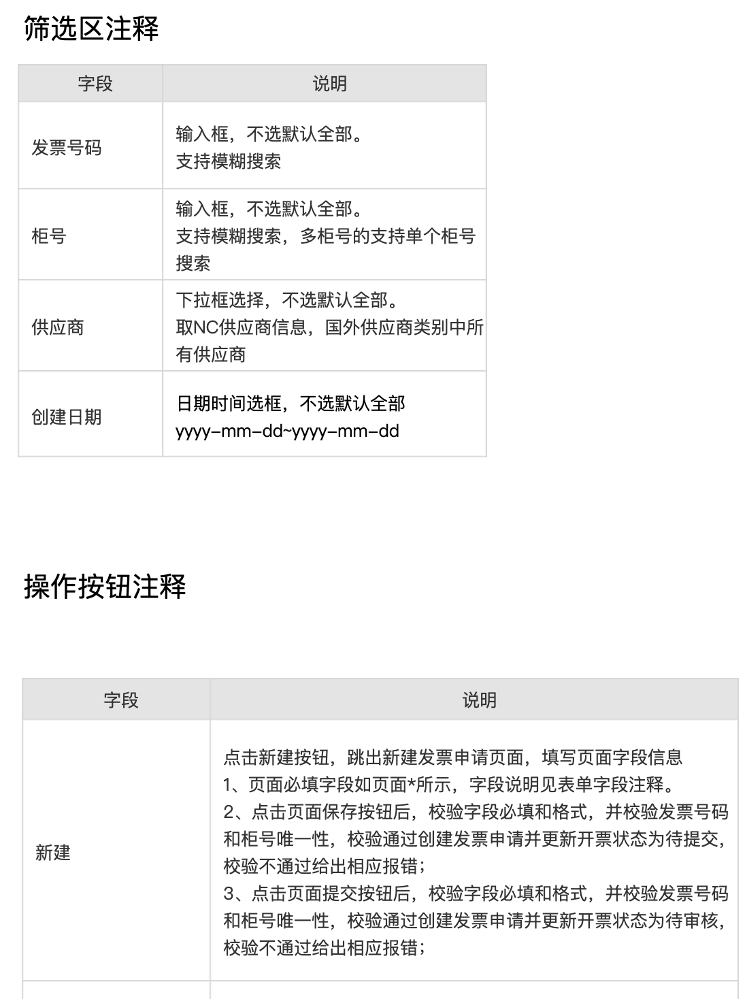 筛选区注释
字段 说明
发票号码
输入框，不选默认全部。
支持模糊搜索
柜号
输入框，不选默认全部。
支持模糊搜索，多柜号的支持单个柜号
搜索
供应商
下拉框选择，不选默认全部。
取NC供应商信息，国外供应商类别中所
有供应商
创建日期
日期时间选框，不选默认全部
yyyy-mm-dd~yyyy-mm-dd
操作按钮注释
字段 说明
新建
点击新建按钮，跳出新建发票申请页面，填写页面字段信息
1、页面必填字段如页面*所示，字段说明见表单字段注释。
2、点击页面保存按钮后，校验字段必填和格式，并校验发票号码
和柜号唯一性，校验通过创建发票申请并更新开票状态为待提交，
校验不通过给出相应报错；
3、点击页面提交按钮后，校验字段必填和格式，并校验发票号码
和柜号唯一性，校验通过创建发票申请并更新开票状态为待审核，
校验不通过给出相应报错；